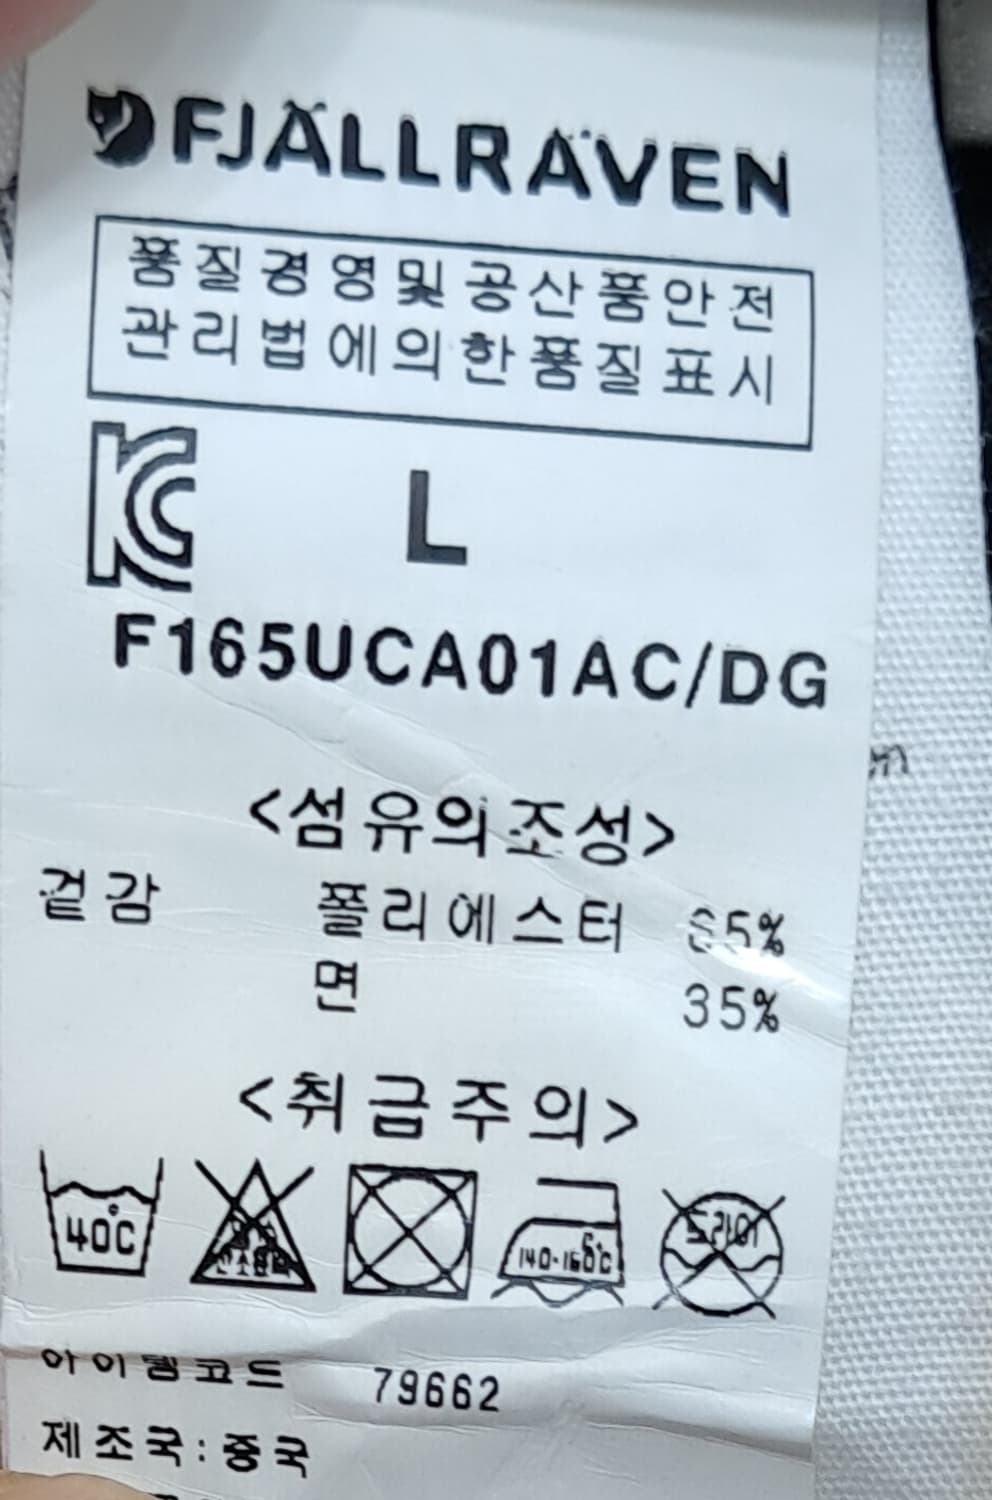 FJÄLLRÄVEN
품질경영및공산품안전
관리법에의한품질표시
KC
L
F165UCA01AC/DG
<섬유의조성>
겉감 폴리에스터 65%
면 35%
<취급주의>
40°C 140-160°C 드라이
아이템코드 79662
제조국:중국